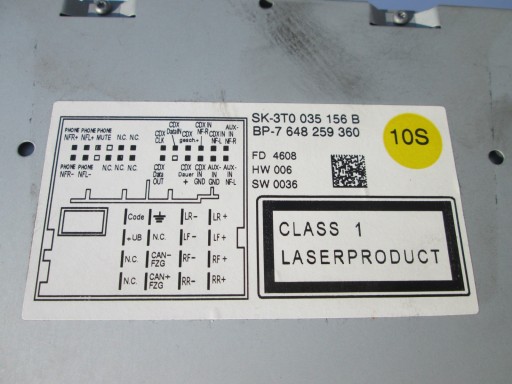 SK-3T0 035 156 B
BP-7 648 259 360
10S
FD 4608
HW 006
SW 0036
CLASS 1
LASERPRODUCT
PHONE NFR+ PHONE NFL+ PHONE MUTE N.C. N.C.
PHONE NFR- PHONE NFL- N.C. N.C. N.C.
CDX CLK CDX DataIN CDX gesch+ CDX IN NF-R CDX IN NF-L AUX- IN NF-R
CDX Data OUT CDX Dauer + CDX IN GND AUX- IN GND AUX- IN NF-L
Code LR- LR+
+UB N.C. LF- LF+
N.C. CAN- FZG RF- RF+
N.C. CAN+ FZG RR- RR+